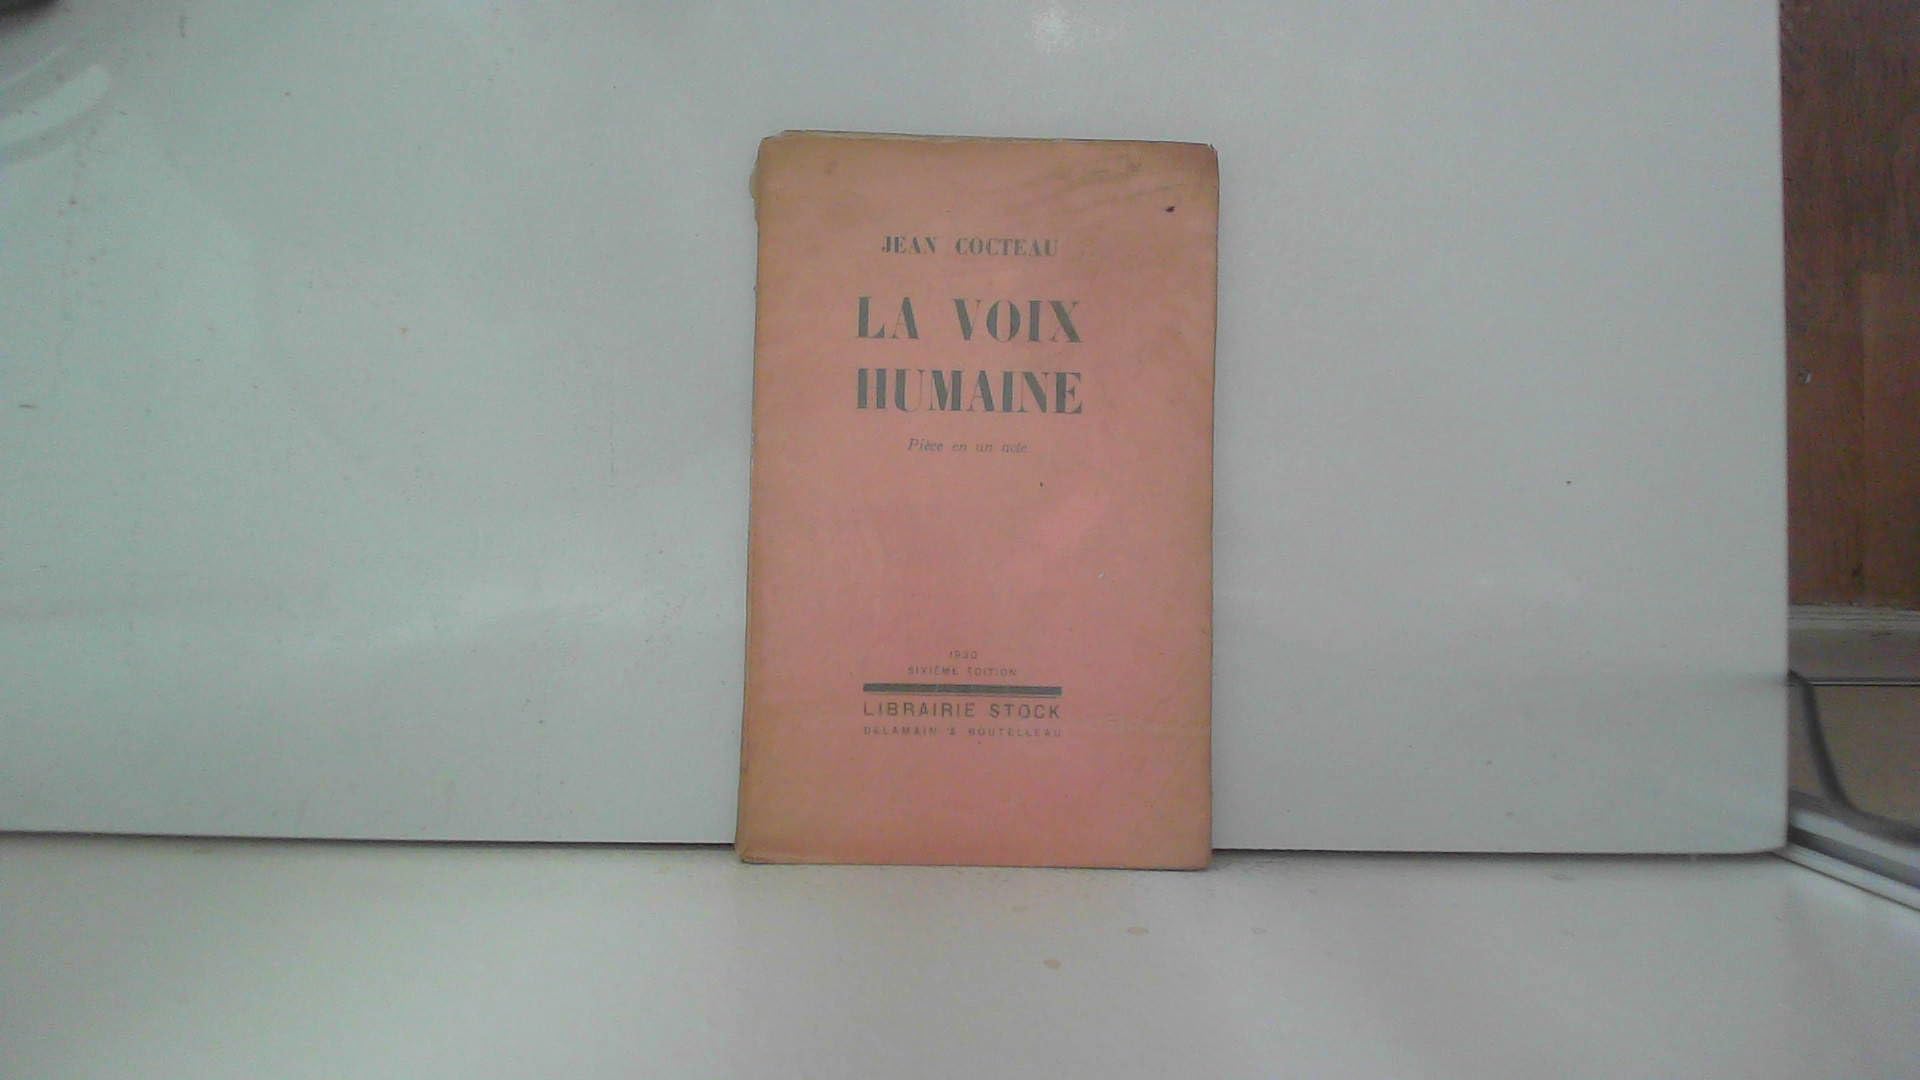 JEAN COCTEAU
LA VOIX
HUMAINE
Pièce en un acte
1930
SIXIÈME ÉDITION
LIBRAIRIE STOCK
DELAMAIN & BOUTELLEAU